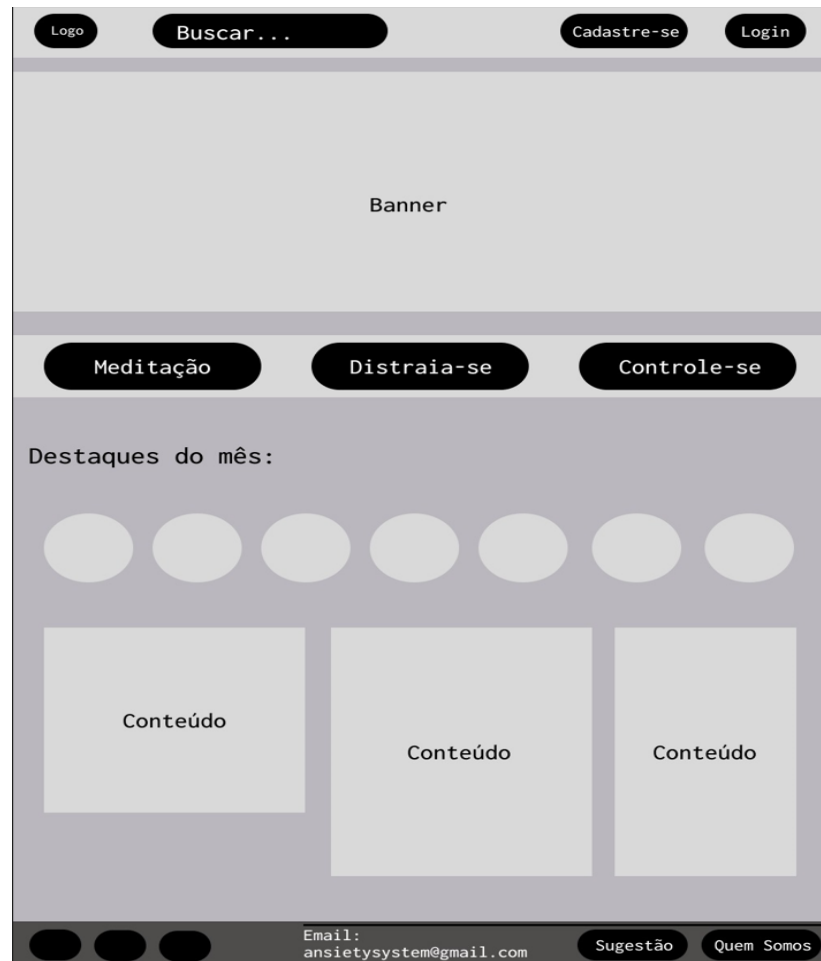 Logo
Buscar...
Cadastre-se
Login
Banner
Meditação
Distraia-se
Controle-se
Destaques do mês:
Conteúdo
Conteúdo
Conteúdo
Email:
ansietysystem@gmail.com
Sugestão
Quem Somos